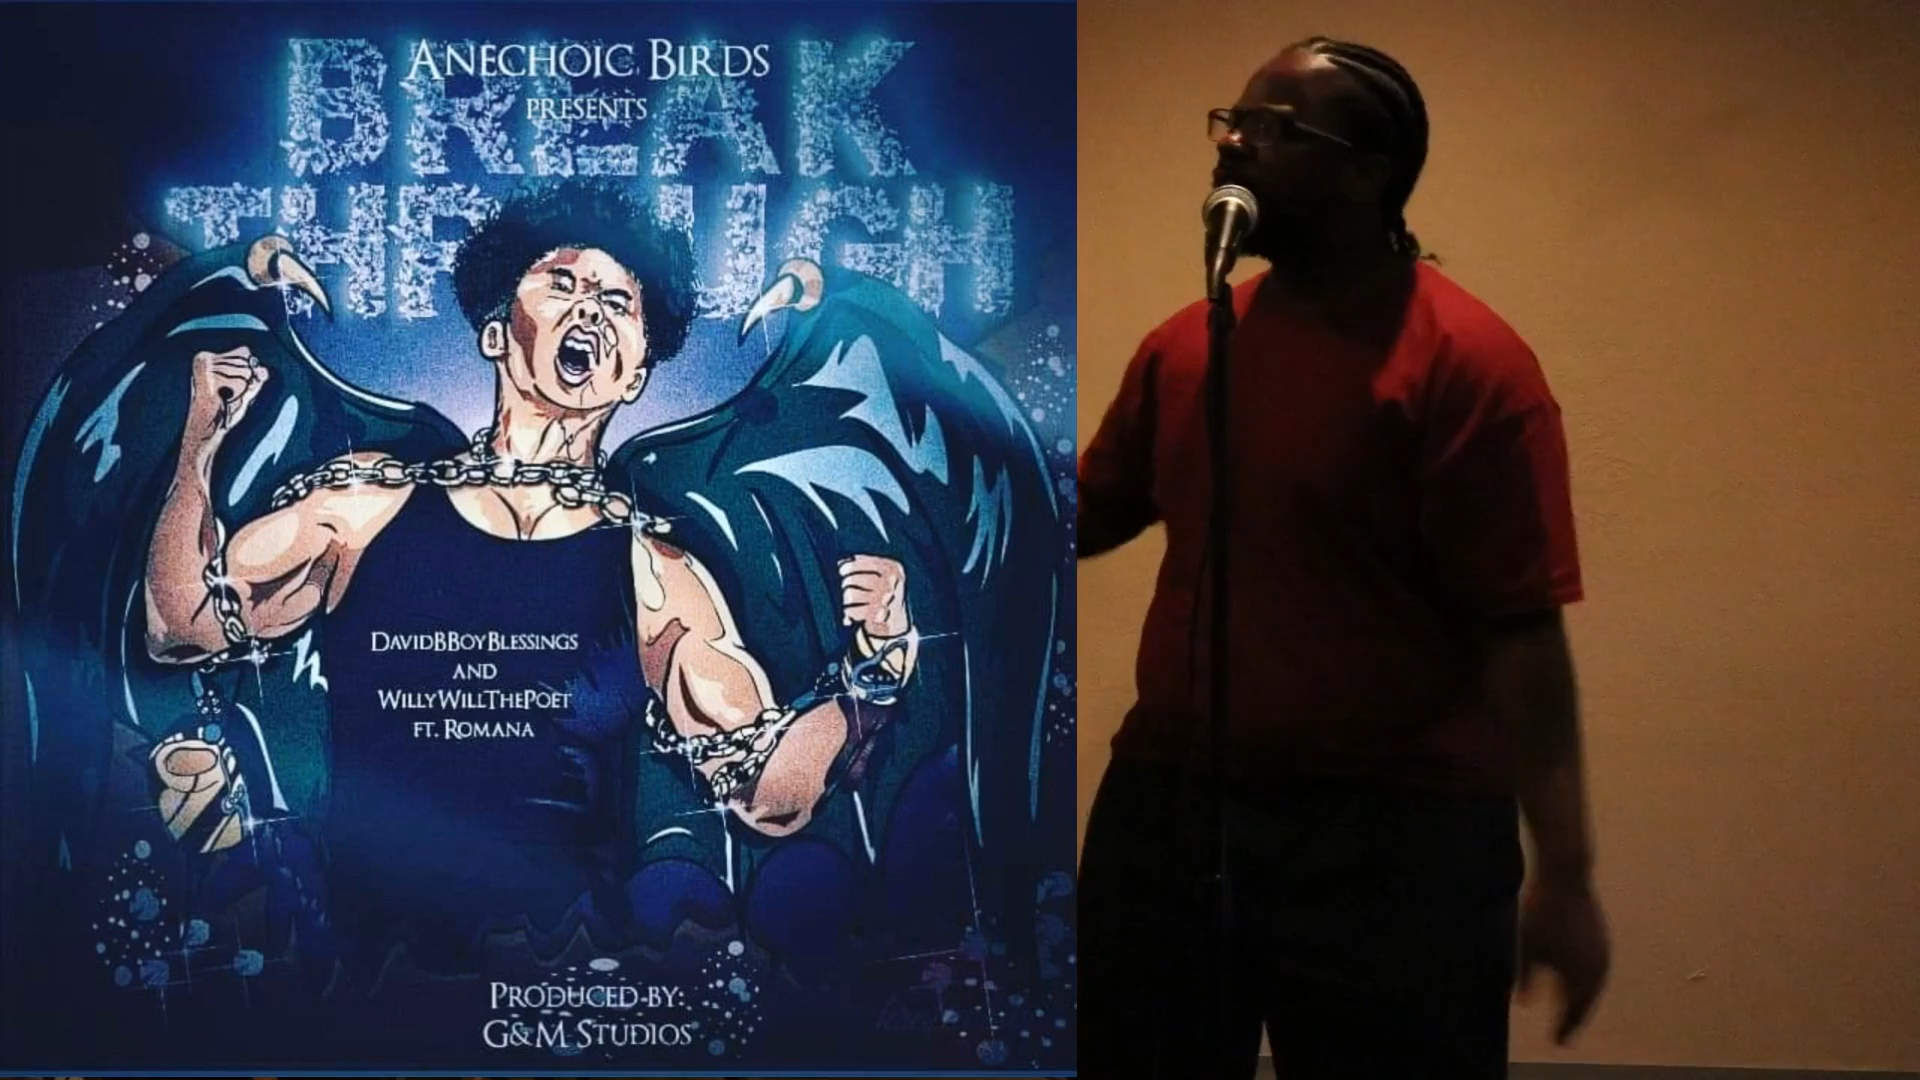 ANECHOIC BIRDS
PRESENTS
BREAK
THROUGH
DAVIDBBOYBLESSINGS
AND
WILLYWILLTHEPOET
FT. ROMANA
PRODUCED BY:
G&M STUDIOS